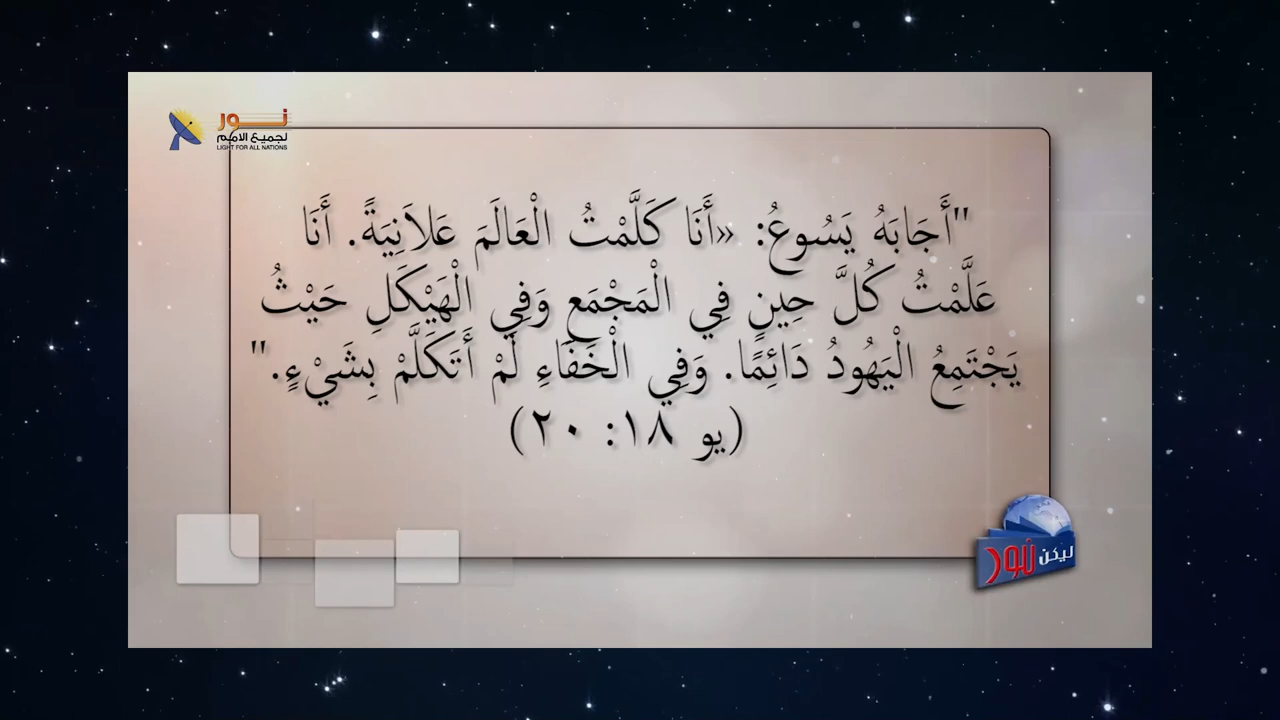 نور
لجميع الامم
LIGHT FOR ALL NATIONS
"أَجَابَهُ يَسُوعُ: «أَنَا كَلَّمْتُ الْعَالَمَ عَلاَنِيَةً. أَنَا
عَلَّمْتُ كُلَّ حِينٍ فِي الْمَجْمَعِ وَفِي الْهَيْكَلِ حَيْثُ
يَجْتَمِعُ الْيَهُودُ دَائِمًا. وَفِي الْخَفَاءِ لَمْ أَتَكَلَّمْ بِشَيْءٍ."
(يو ١٨: ٢٠)
ليكن نور